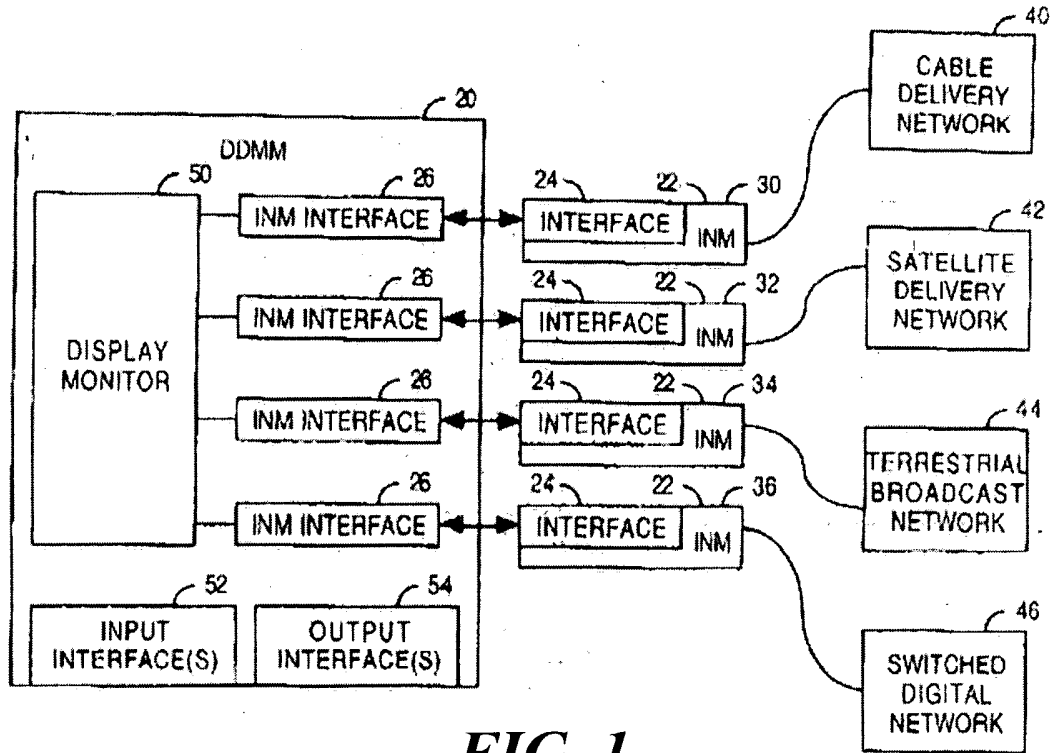 40
CABLE
DELIVERY
NETWORK
20
DDMM
50
26
24
22
30
INM INTERFACE
INTERFACE
INM
42
SATELLITE
DELIVERY
NETWORK
26
24
22
32
INM INTERFACE
INTERFACE
INM
DISPLAY
MONITOR
26
24
22
34
INM INTERFACE
INTERFACE
INM
44
TERRESTRIAL
BROADCAST
NETWORK
26
24
22
36
INM INTERFACE
INTERFACE
INM
52
54
INPUT
INTERFACE(S)
OUTPUT
INTERFACE(S)
46
SWITCHED
DIGITAL
NETWORK
FIG. 1